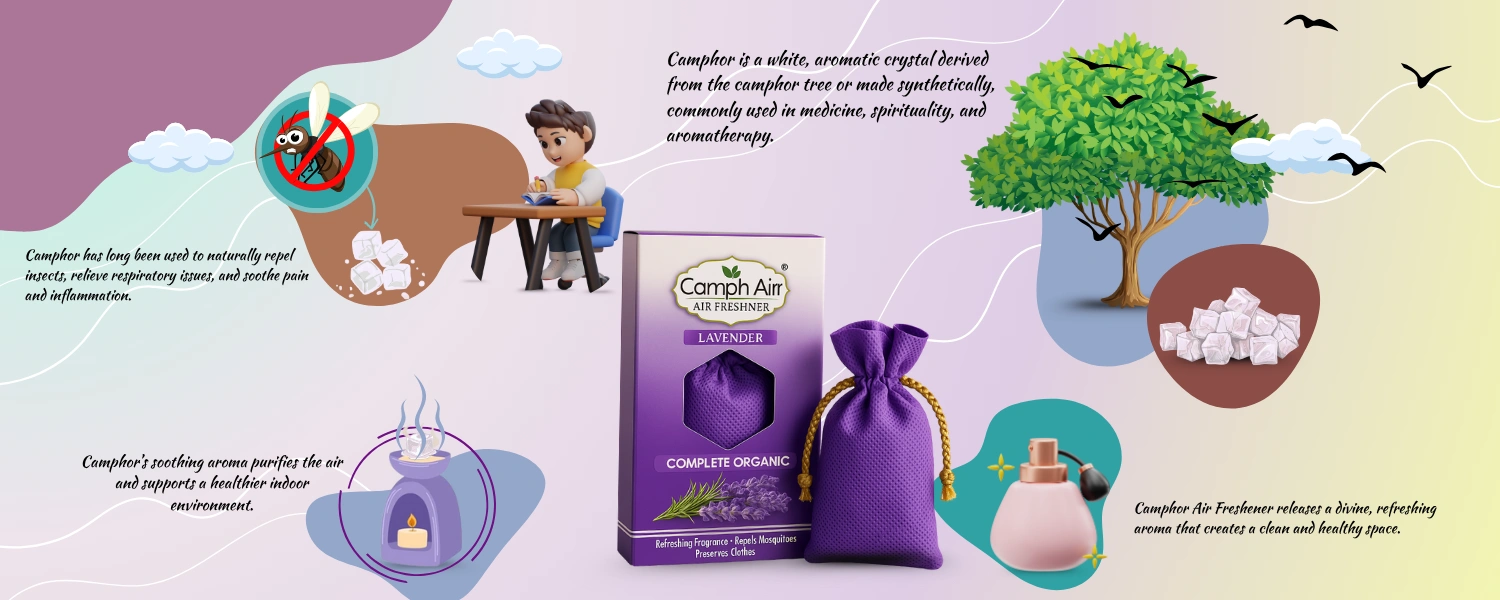 Camphor is a white, aromatic crystal derived
from the camphor tree or made synthetically,
commonly used in medicine, spirituality, and
aromatherapy.
Camphor has long been used to naturally repel
insects, relieve respiratory issues, and soothe pain
and inflammation.
Camph Airr®
AIR FRESHNER
LAVENDER
COMPLETE ORGANIC
Refreshing Fragrance • Repels Mosquitoes
Preserves Clothes
Camphor's soothing aroma purifies the air
and supports a healthier indoor
environment.
Camphor Air Freshener releases a divine, refreshing
aroma that creates a clean and healthy space.